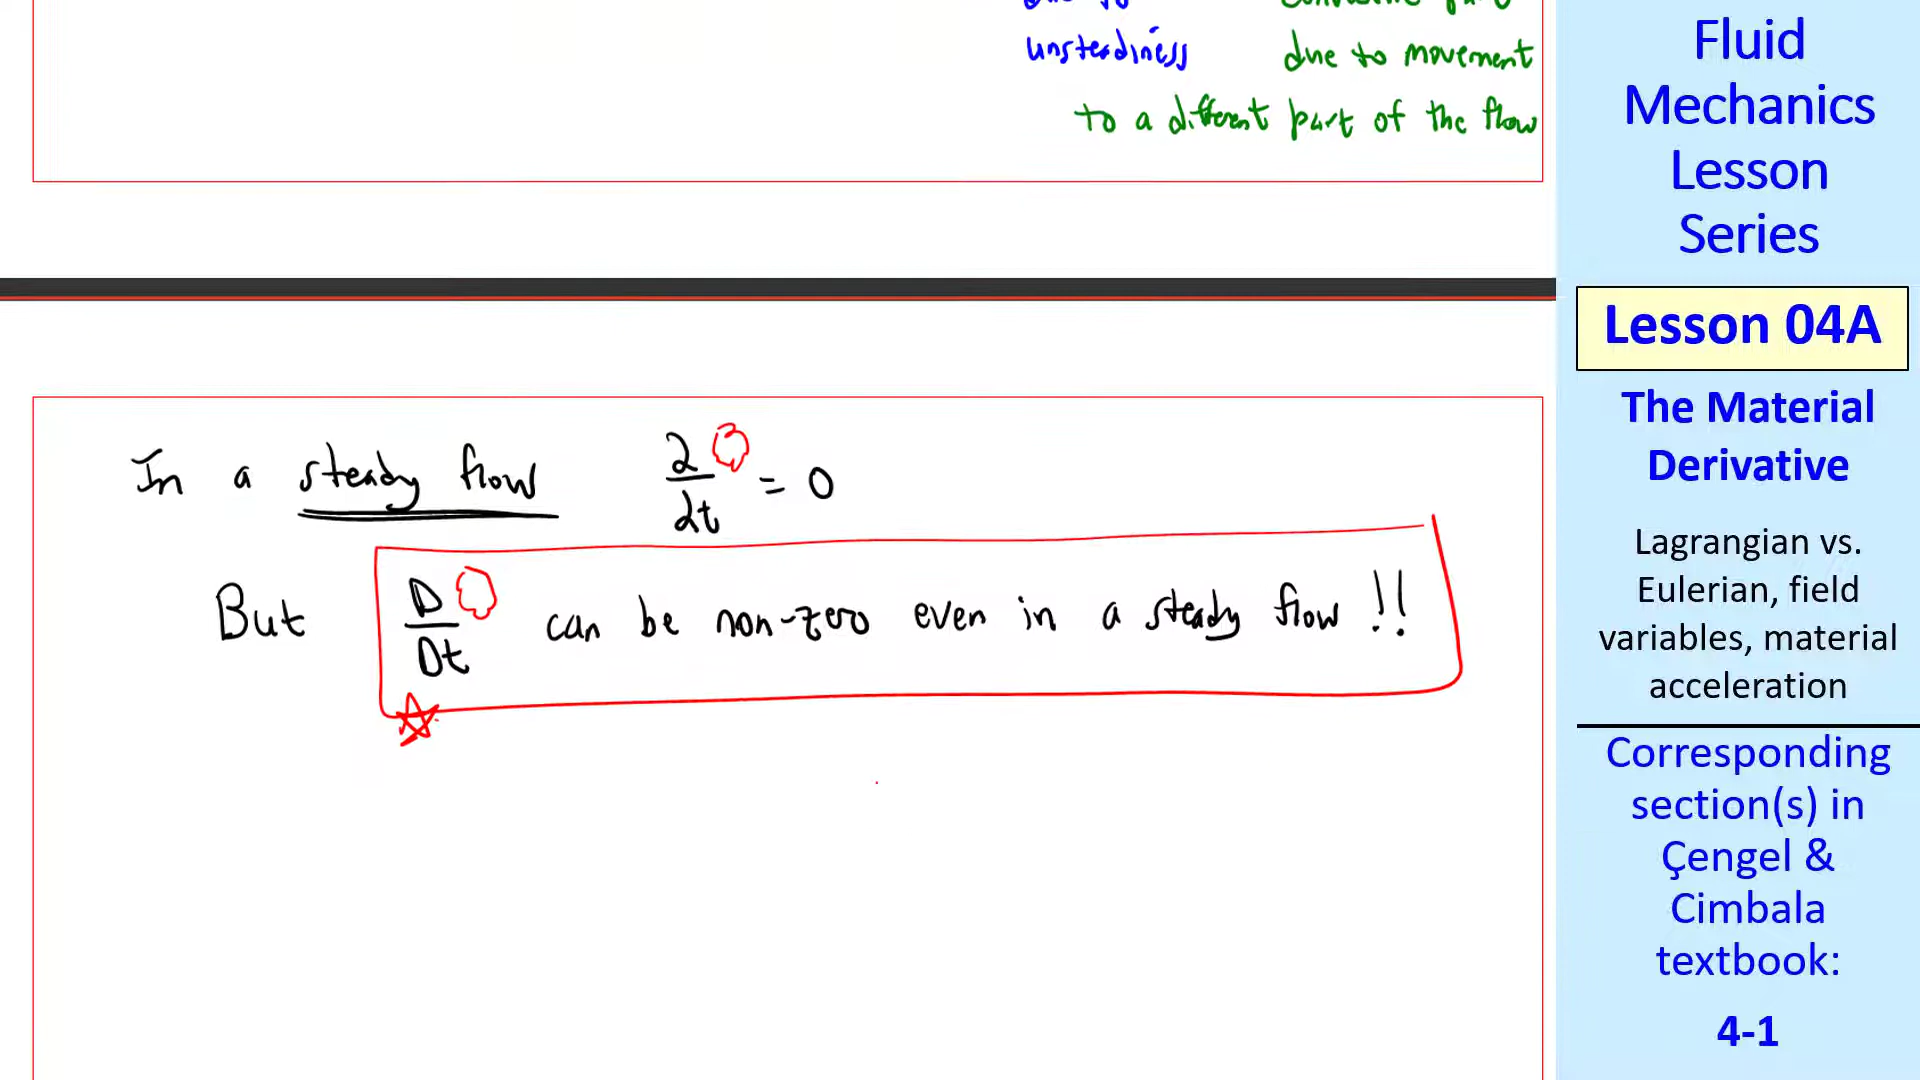 unsteadiness
due to movement
to a different part of the flow
In a steady flow ∂/∂t = 0
But D/Dt can be non-zero even in a steady flow !!
Fluid
Mechanics
Lesson
Series
Lesson 04A
The Material
Derivative
Lagrangian vs.
Eulerian, field
variables, material
acceleration
Corresponding
section(s) in
Çengel &
Cimbala
textbook:
4-1